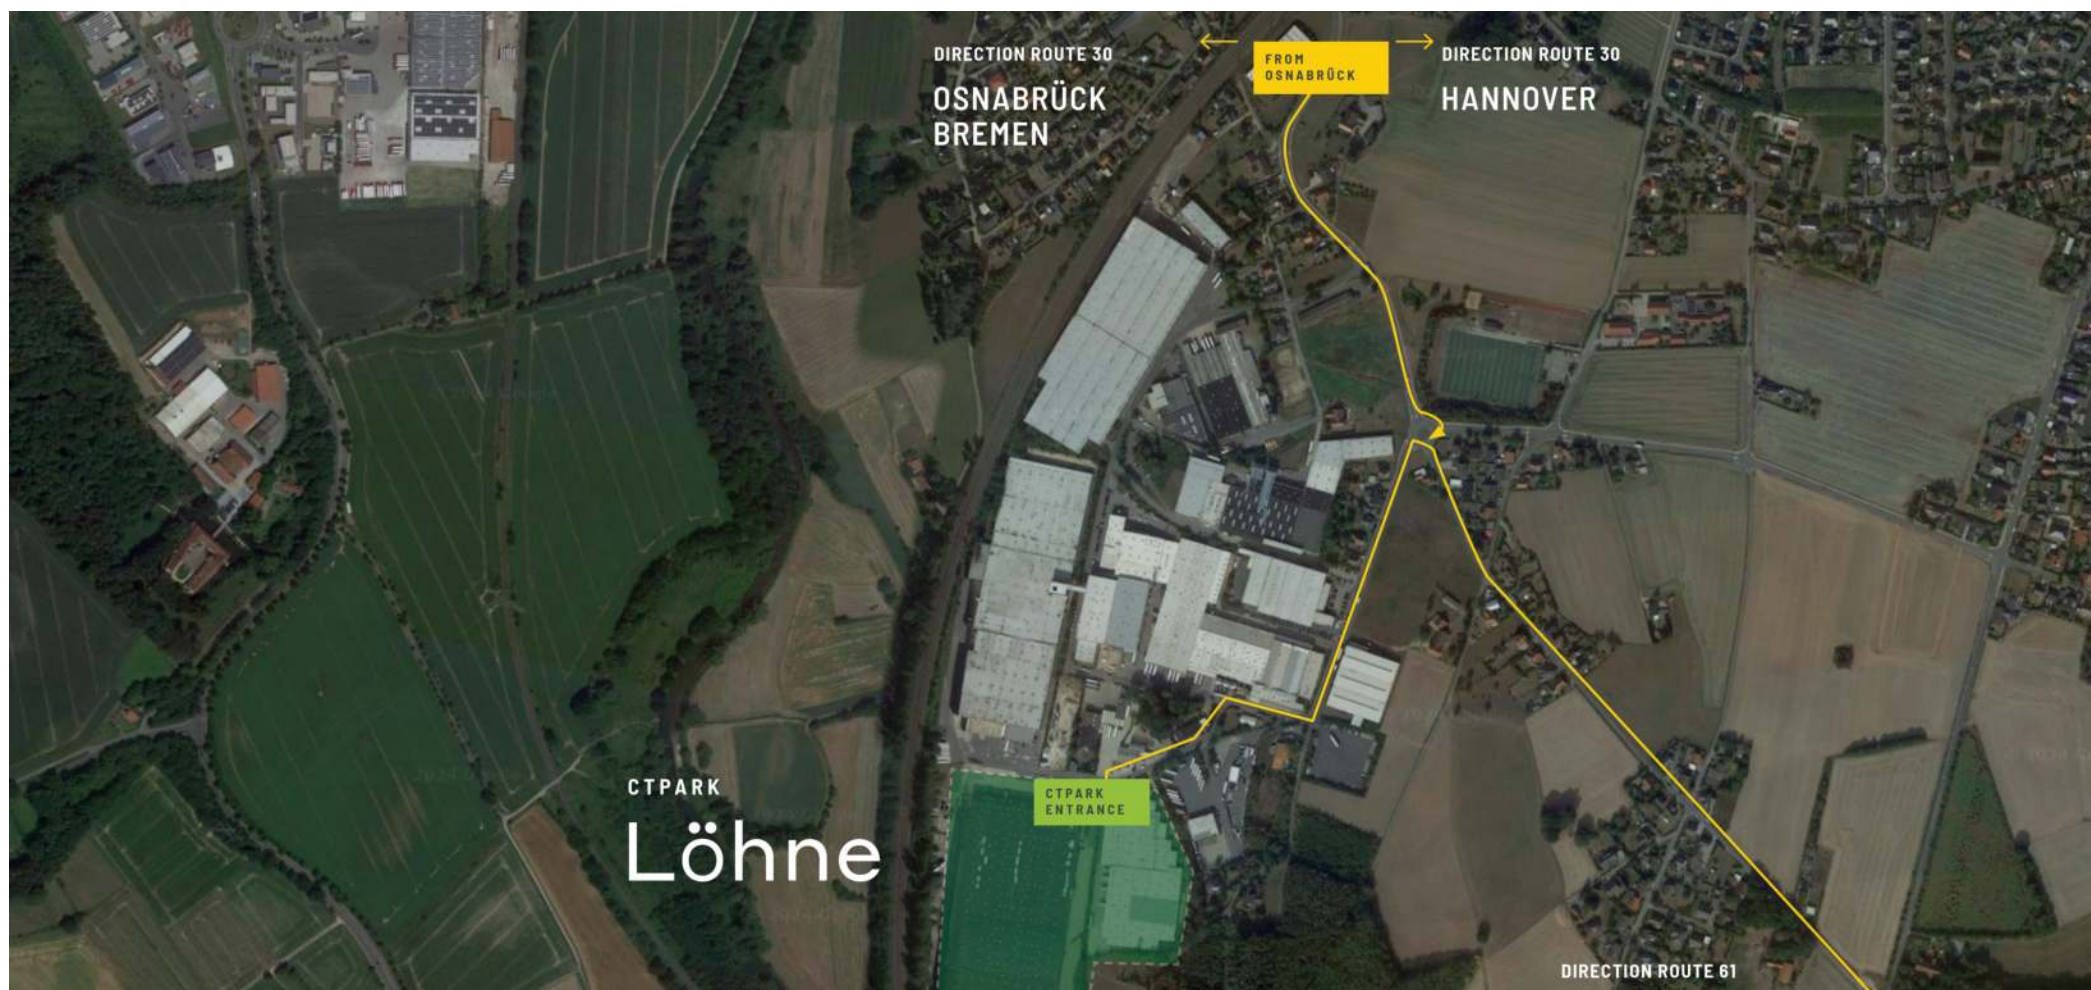 DIRECTION ROUTE 30
OSNABRÜCK
BREMEN
FROM
OSNABRÜCK
DIRECTION ROUTE 30
HANNOVER
CTPARK
Löhne
CTPARK
ENTRANCE
DIRECTION ROUTE 61